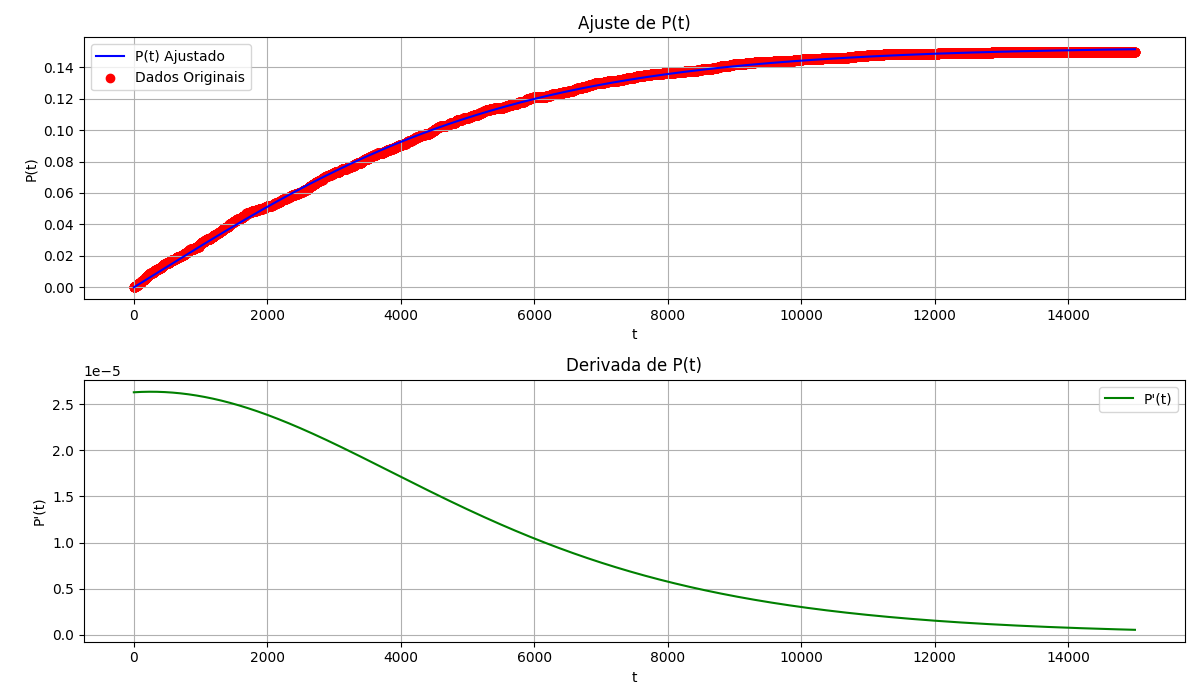 Ajuste de P(t)
P(t) Ajustado
Dados Originais
P(t)
0.14
0.12
0.10
0.08
0.06
0.04
0.02
0.00
0 2000 4000 6000 8000 10000 12000 14000
t
Derivada de P(t)
1e−5
P'(t)
P'(t)
2.5
2.0
1.5
1.0
0.5
0.0
0 2000 4000 6000 8000 10000 12000 14000
t